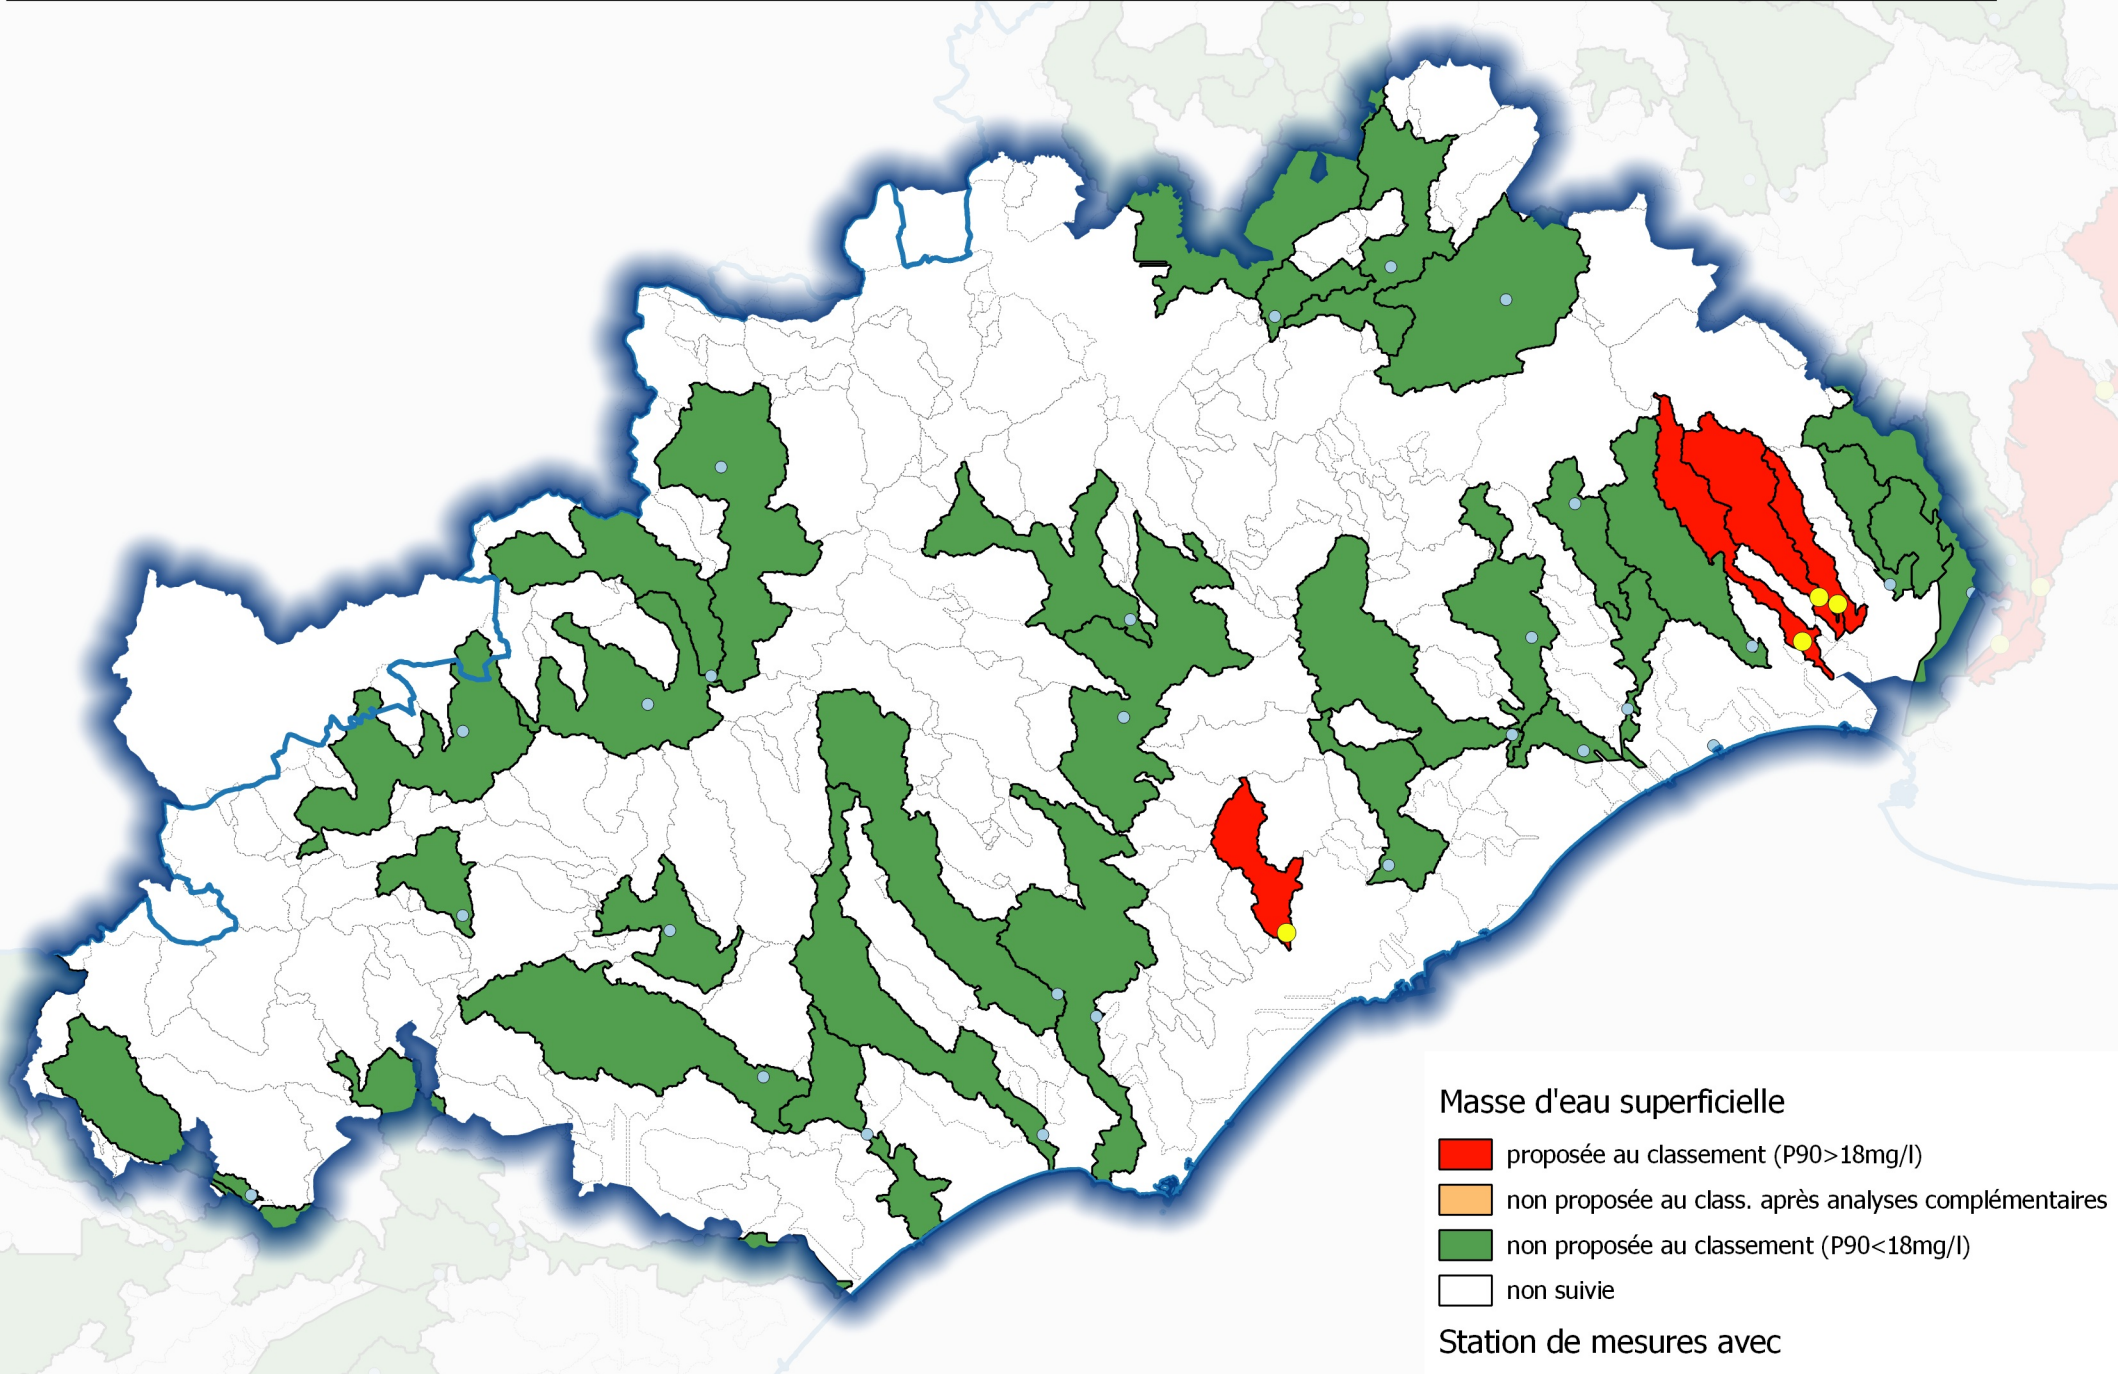 Masse d'eau superficielle
proposée au classement (P90>18mg/l)
non proposée au class. après analyses complémentaires
non proposée au classement (P90<18mg/l)
non suivie
Station de mesures avec